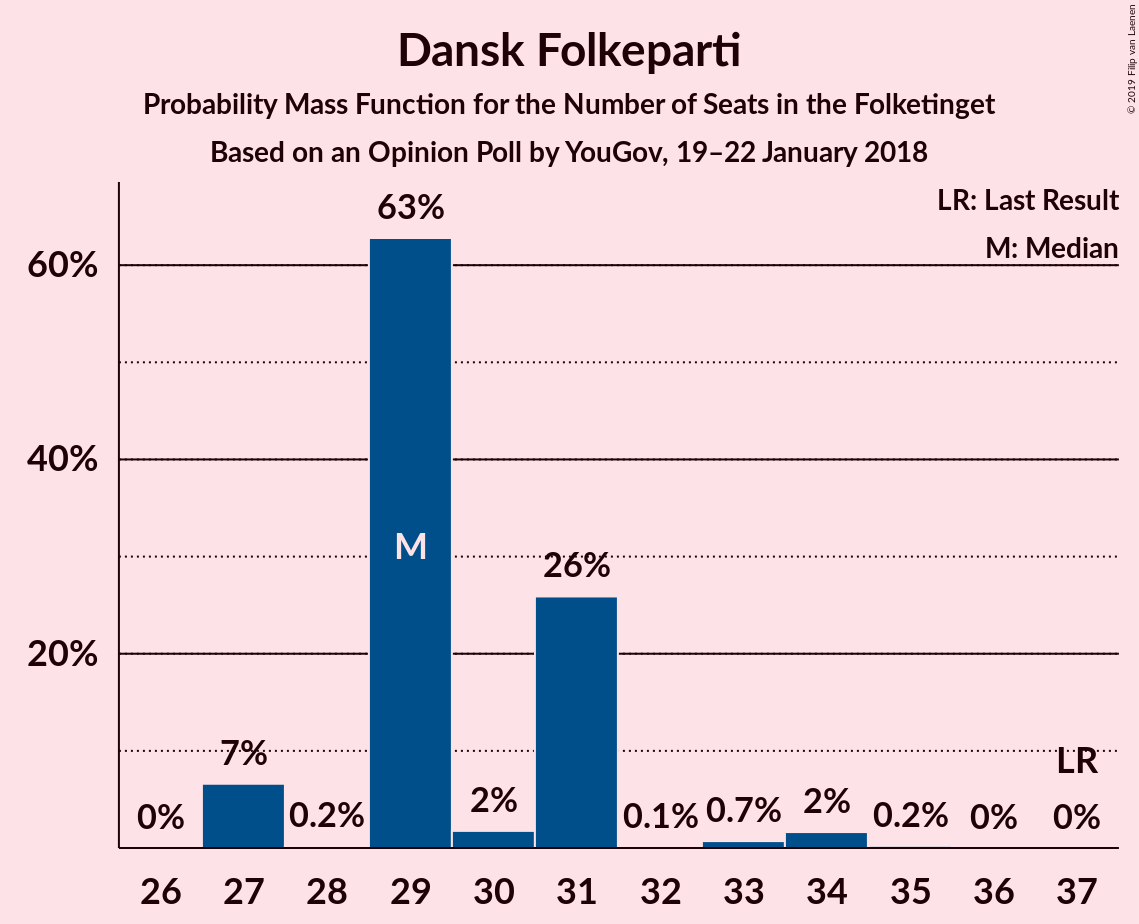 Dansk Folkeparti
Probability Mass Function for the Number of Seats in the Folketinget
Based on an Opinion Poll by YouGov, 19–22 January 2018
© 2019 Filip van Laenen
LR: Last Result
M: Median
60%
40%
20%
0%
7%
0.2%
63%
M
2%
26%
0.1%
0.7%
2%
0.2%
0%
LR
0%
26 27 28 29 30 31 32 33 34 35 36 37